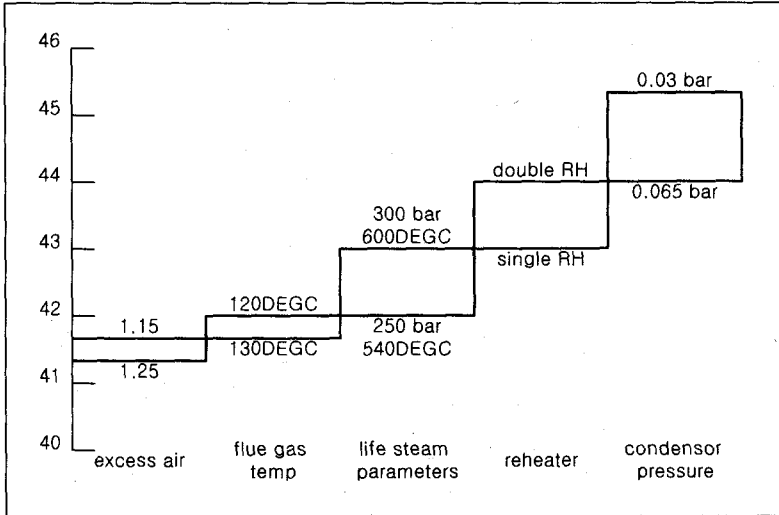 46
45
44
43
42
41
40
0.03 bar
0.065 bar
double RH
single RH
300 bar
600DEGC
250 bar
540DEGC
120DEGC
130DEGC
1.15
1.25
excess air
flue gas
temp
life steam
parameters
reheater
condensor
pressure